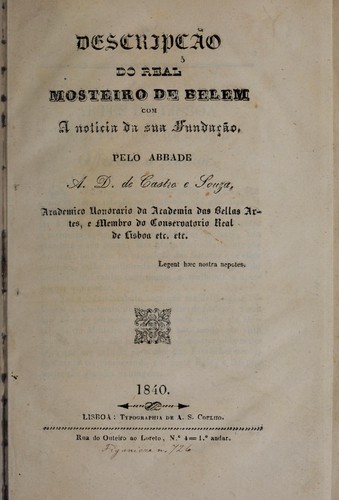 DESCRIPÇÃO
DO REAL
MOSTEIRO DE BELEM
COM
A noticia da sua Fundação,
PELO ABBADE
A. D. de Castro e Souza,
Academico Honorario da Academia das Bellas Ar-
tes, e Membro do Conservatorio Real
de Lisboa etc. etc.
Legent hæc nostra nepotes.
1840.
LISBOA: TYPOGRAPHIA DE A. S. COELHO.
Rua do Outeiro ao Loreto, N.º 4=1.º andar.
Figaniere n. 726